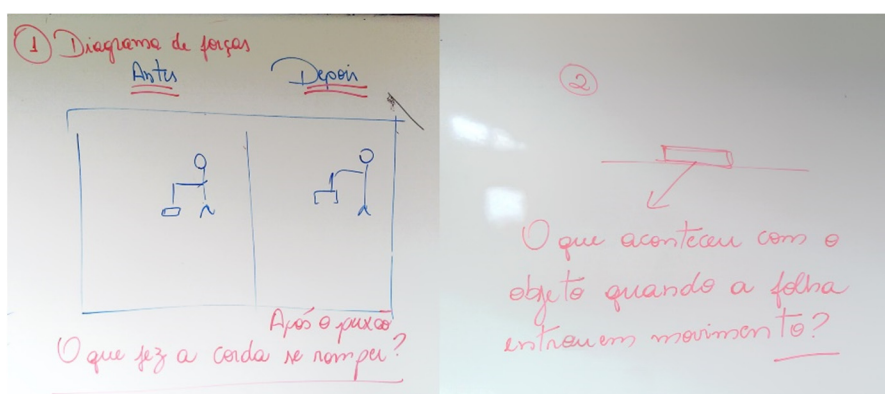 1 Diagrama de forças
Antes
Depois
Após o puxão
O que fez a corda se romper?
2
O que aconteceu com o
objeto quando a folha
entrou em movimento?